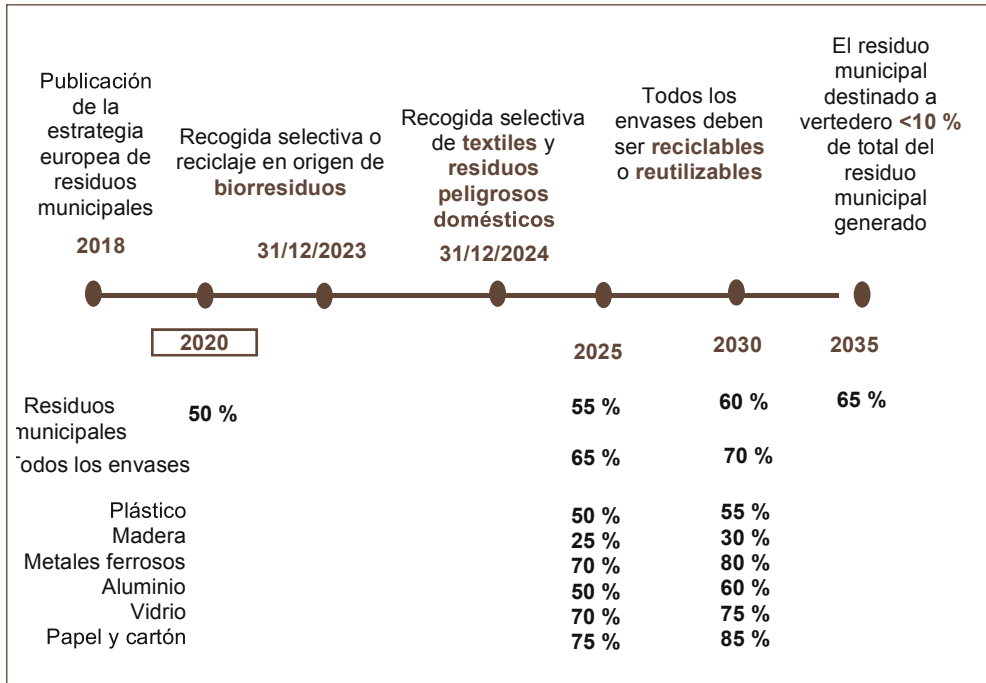 Publicación
de la
estrategia
europea de
residuos
municipales
2018
Recogida selectiva o
reciclaje en origen de
biorresiduos
31/12/2023
Recogida selectiva
de textiles y
residuos
peligrosos
domésticos
31/12/2024
Todos los
envases deben
ser reciclables
o reutilizables
El residuo
municipal
destinado a
vertedero <10 %
de total del
residuo
municipal
generado
2020
2025
2030
2035
Residuos
municipales
50 %
55 %
60 %
65 %
Todos los envases
65 %
70 %
Plástico 50 % 55 %
Madera 25 % 30 %
Metales ferrosos 70 % 80 %
Aluminio 50 % 60 %
Vidrio 70 % 75 %
Papel y cartón 75 % 85 %